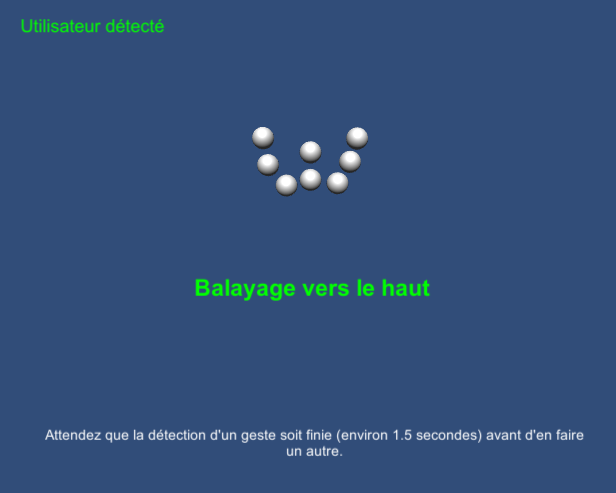 Utilisateur détecté
Balayage vers le haut
Attendez que la détection d'un geste soit finie (environ 1.5 secondes) avant d'en faire
un autre.